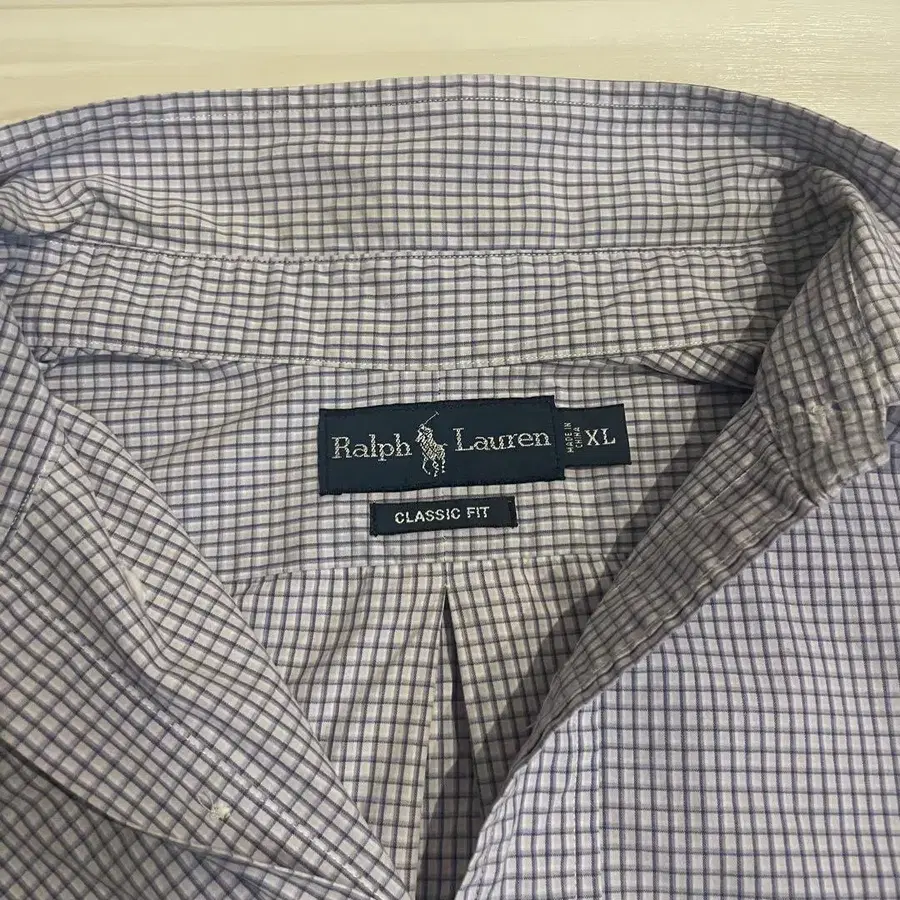 Ralph Lauren
MADE IN
CHINA
XL
CLASSIC FIT